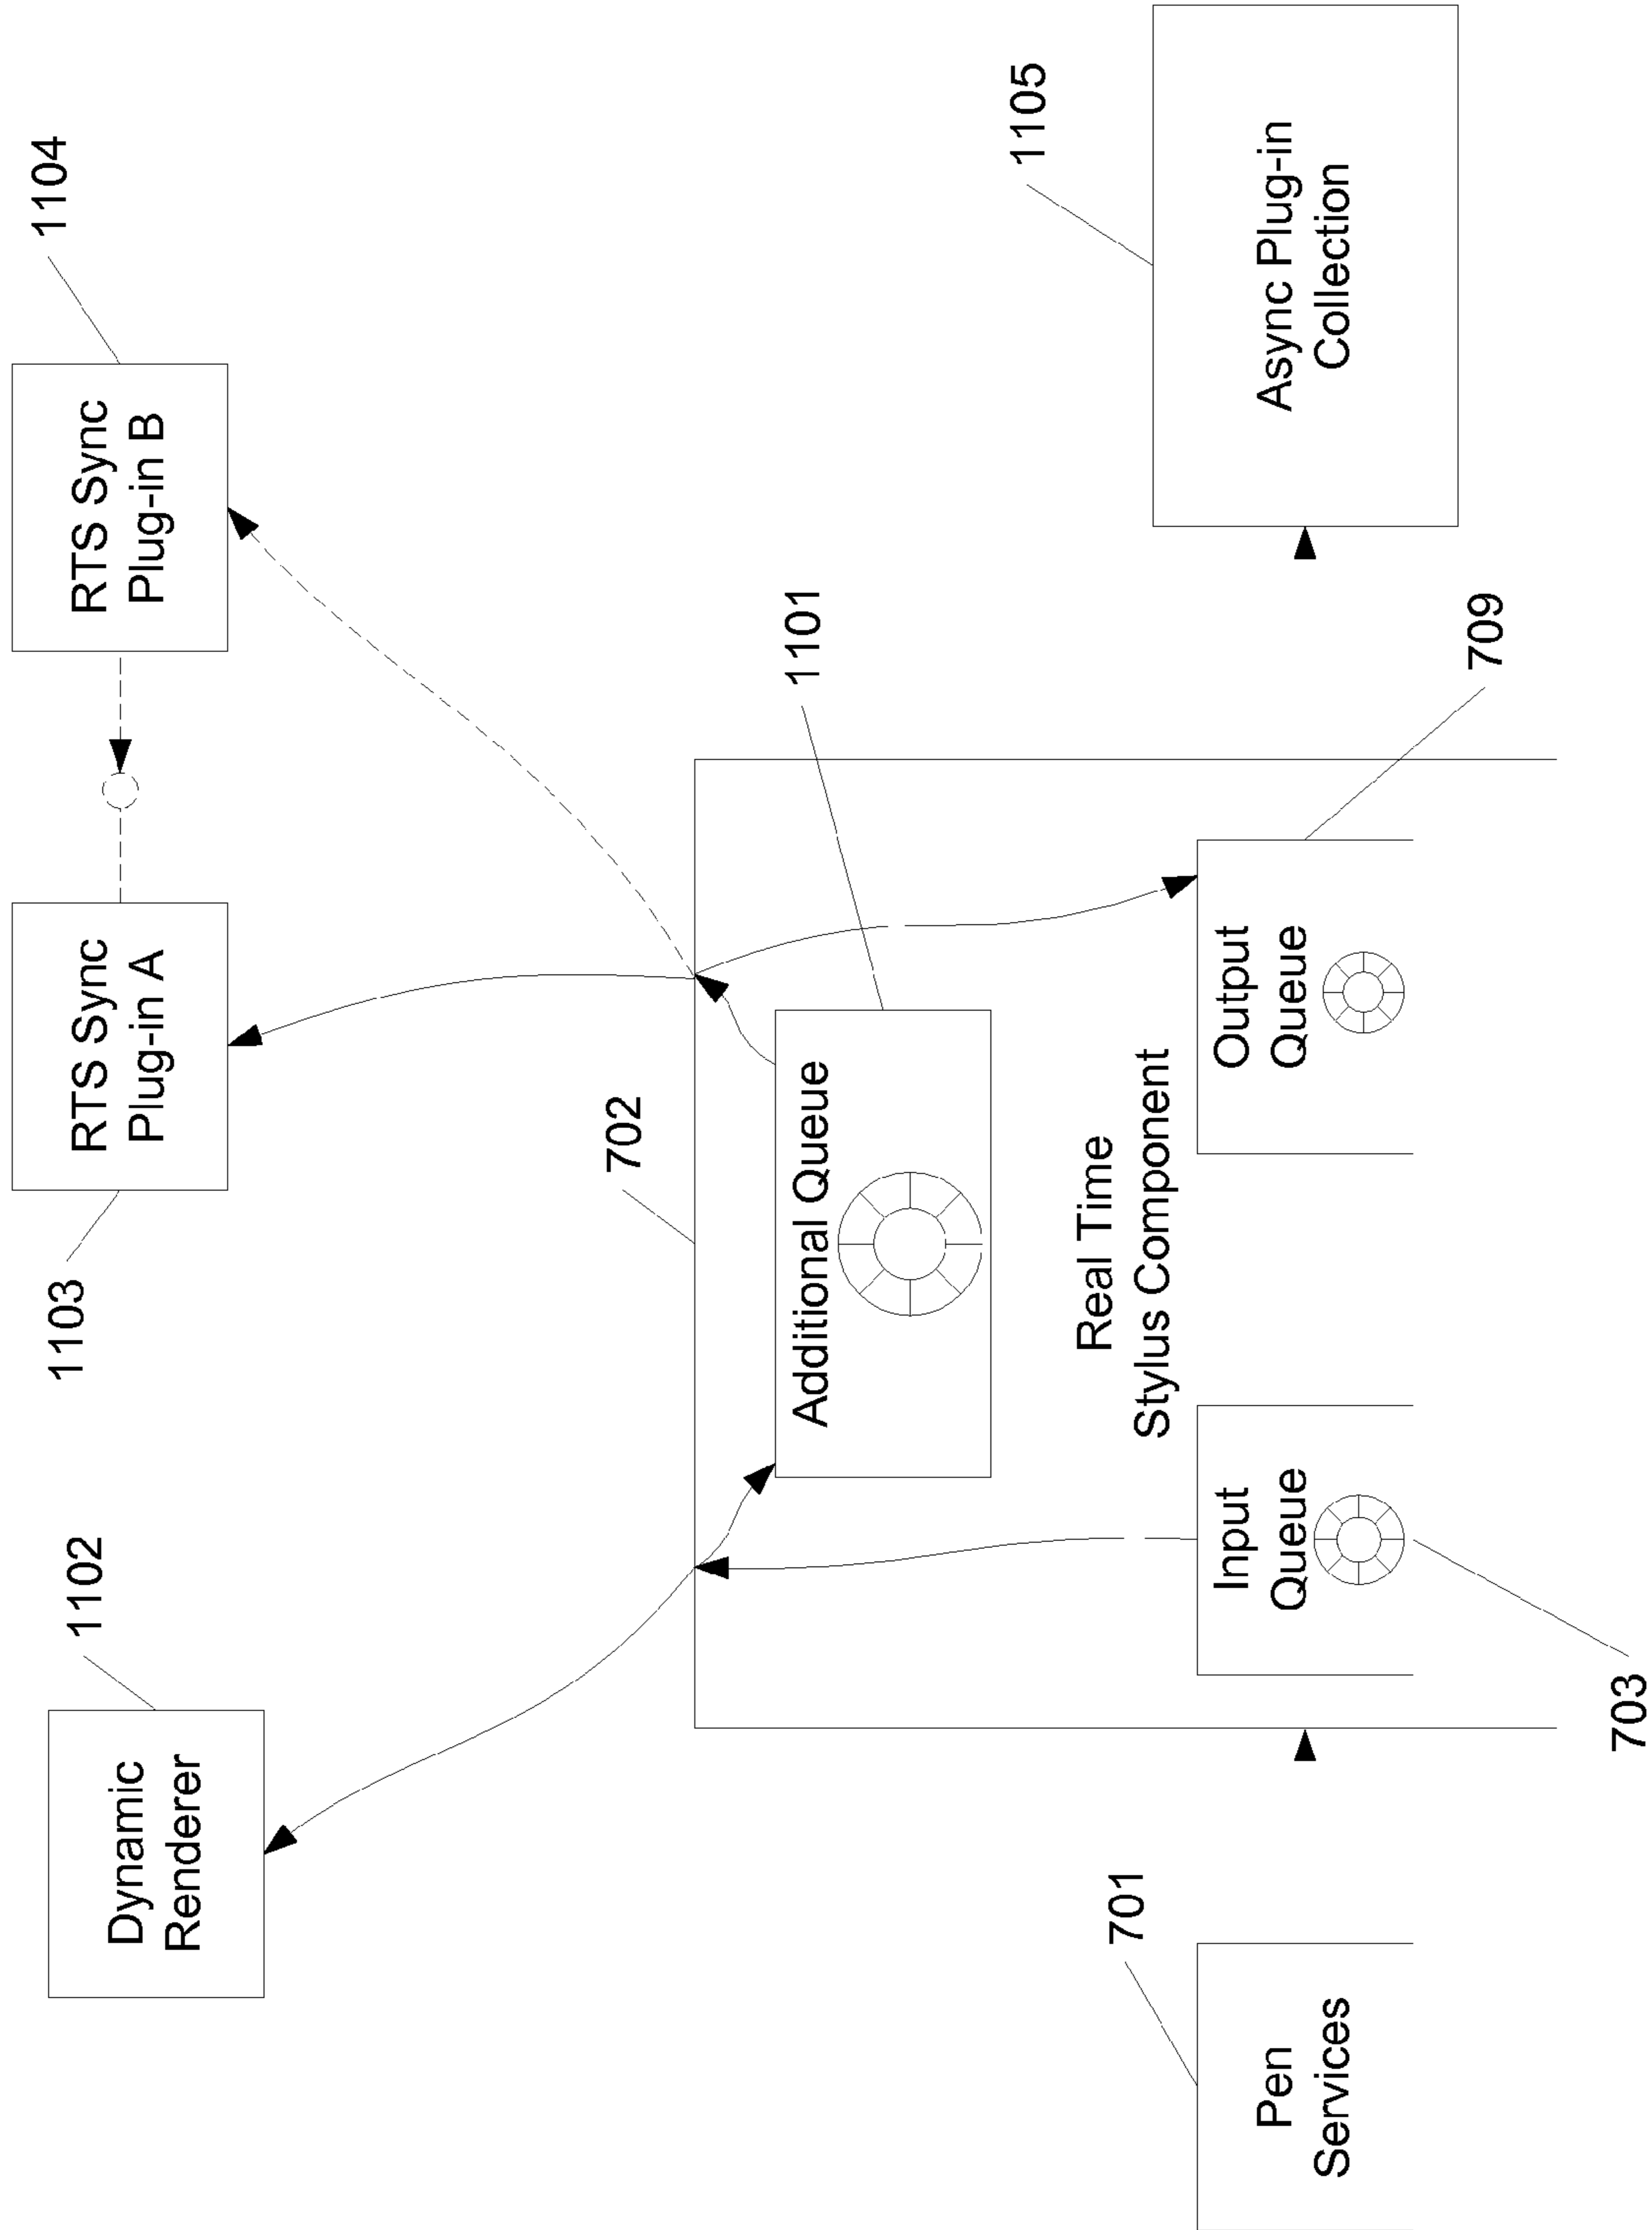 1102
Dynamic
Renderer
1103
RTS Sync
Plug-in A
RTS Sync
Plug-in B
1104
702
Additional Queue
1101
Real Time
Stylus Component
701
Pen
Services
Input
Queue
703
Output
Queue
709
1105
Async Plug-in
Collection